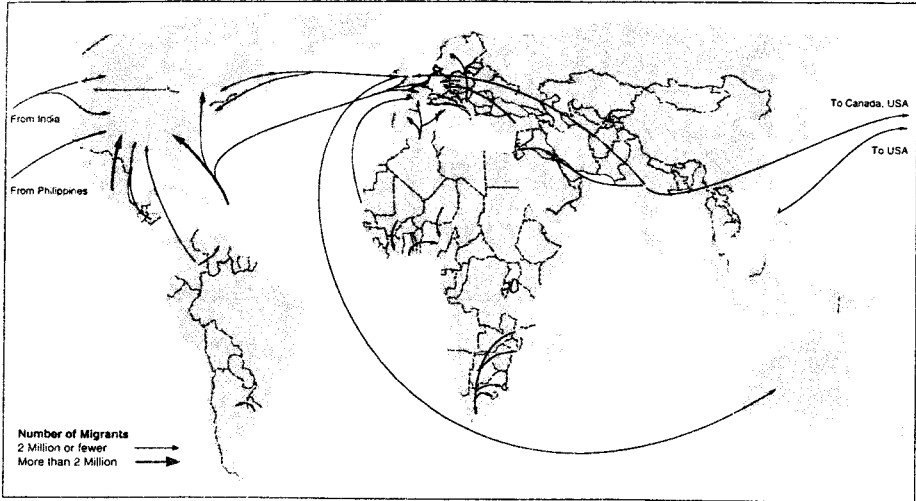 To Canada, USA
To USA
From India
From Philippines
Number of Migrants
2 Million or fewer
More than 2 Million